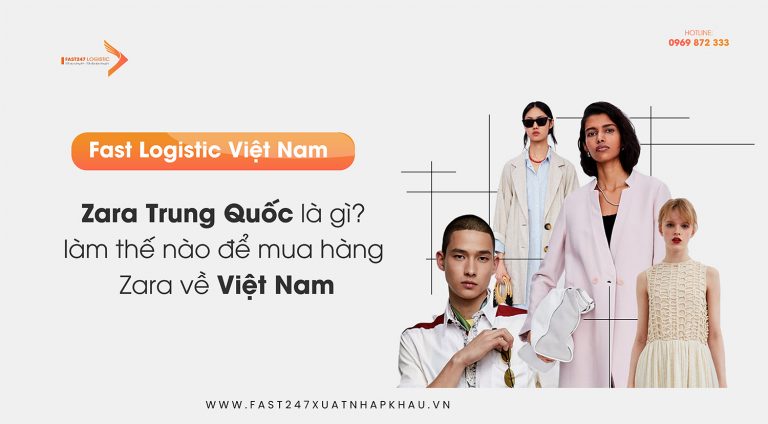 FAST247 LOGISTIC
HOTLINE:
0969 872 333
Fast Logistic Việt Nam
Zara Trung Quốc là gì?
làm thế nào để mua hàng
Zara về Việt Nam
WWW.FAST247XUATNHAPKHAU.VN